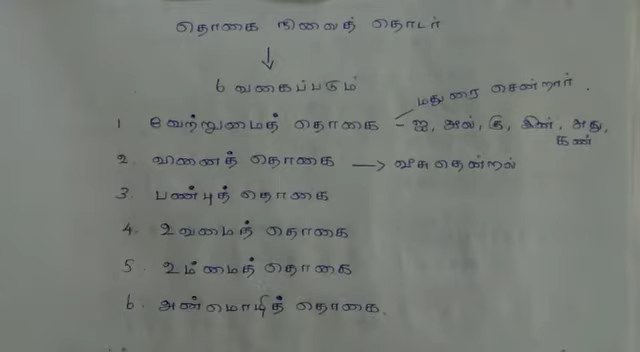 தொகை நிலைத் தொடர்
↓
6 வகைப்படும்
மதுரை சென்றார்.
1 வேற்றுமைத் தொகை - ஐ, அல், கு, இன், அது,
கண்
2. வினைத் தொகை → வீசுதென்றல்
3. பண்புத் தொகை
4. உவமைத் தொகை
5. உம்மைத் தொகை
6. அன்மொழித் தொகை.